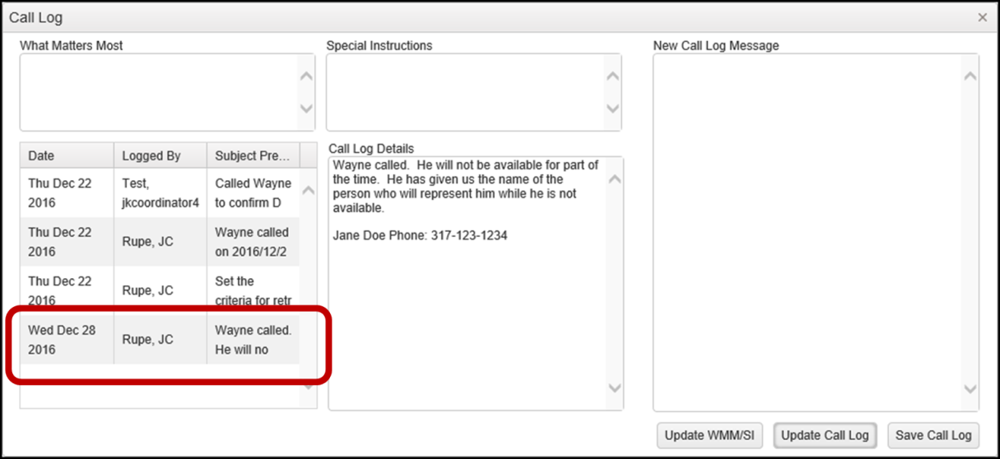 Call Log
What Matters Most
Special Instructions
New Call Log Message
Date Logged By Subject Pre...
Thu Dec 22
2016
Test,
jkcoordinator4
Called Wayne
to confirm D
Thu Dec 22
2016
Rupe, JC
Wayne called
on 2016/12/2
Thu Dec 22
2016
Rupe, JC
Set the
criteria for retr
Wed Dec 28
2016
Rupe, JC
Wayne called.
He will no
Call Log Details
Wayne called.  He will not be available for part of
the time.  He has given us the name of the
person who will represent him while he is not
available.
Jane Doe Phone: 317-123-1234
Update WMM/SI
Update Call Log
Save Call Log